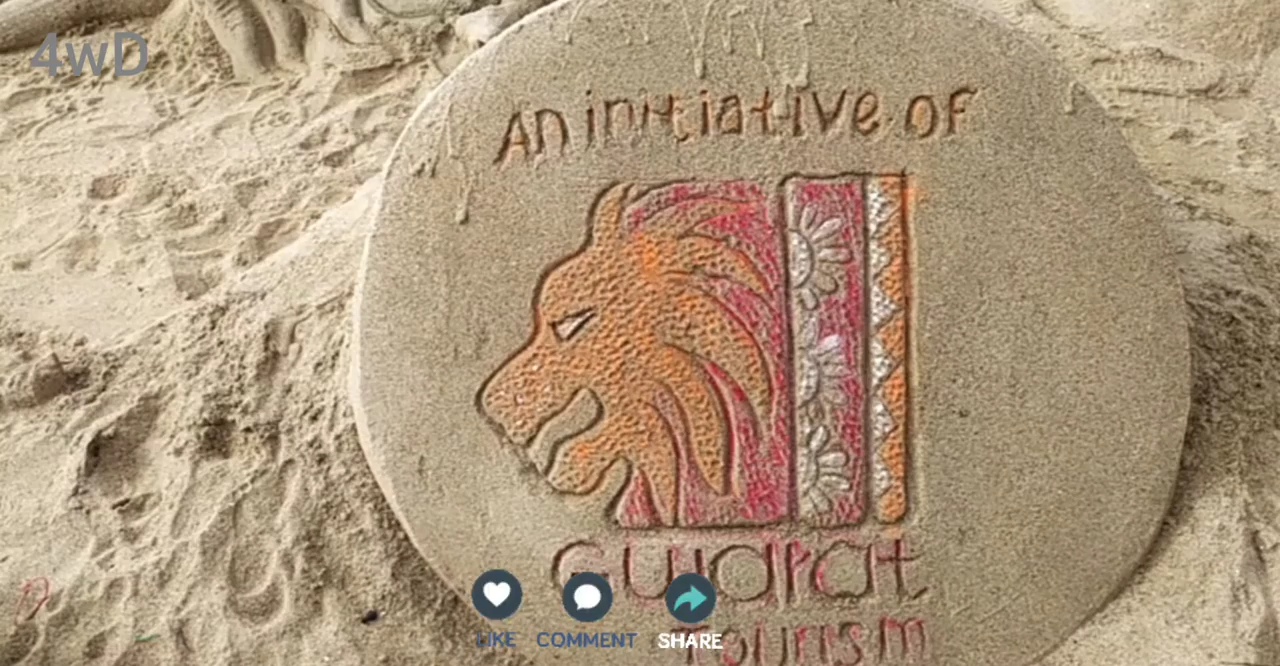 4wD
An initiative of
Gujarat
Tourism
LIKE COMMENT SHARE